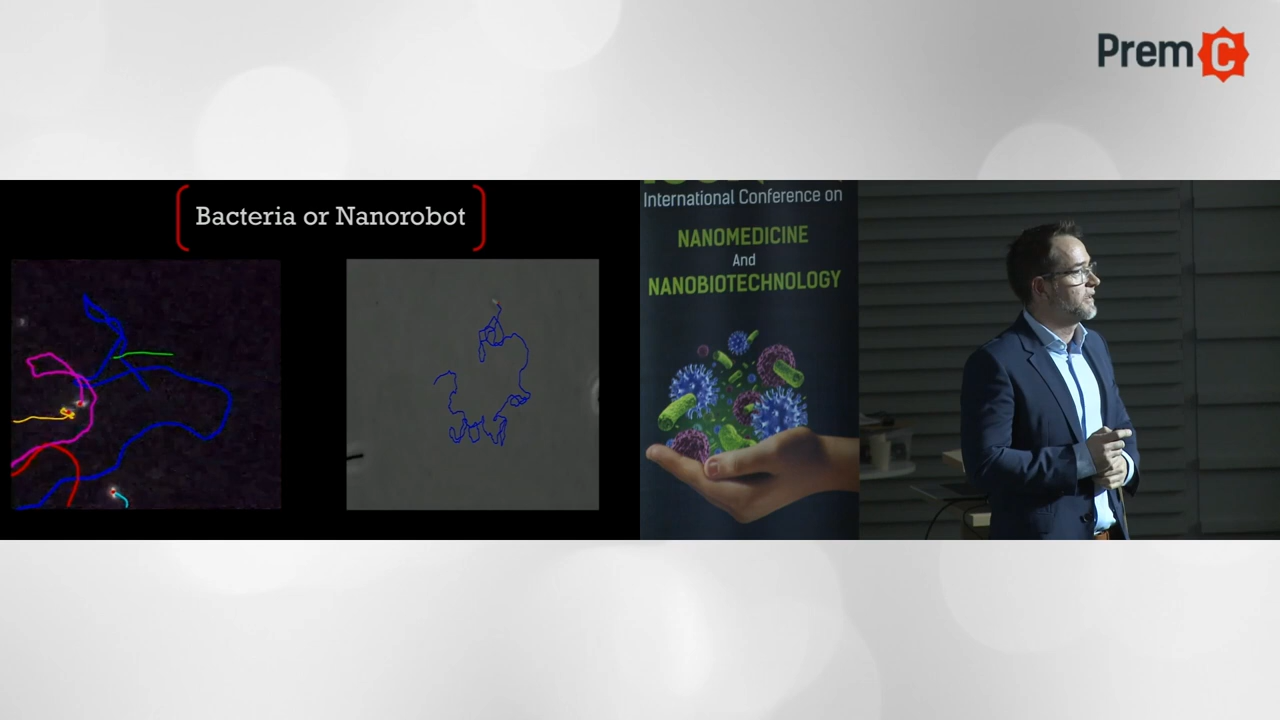 Prem C
Bacteria or Nanorobot
International Conference on
NANOMEDICINE
And
NANOBIOTECHNOLOGY